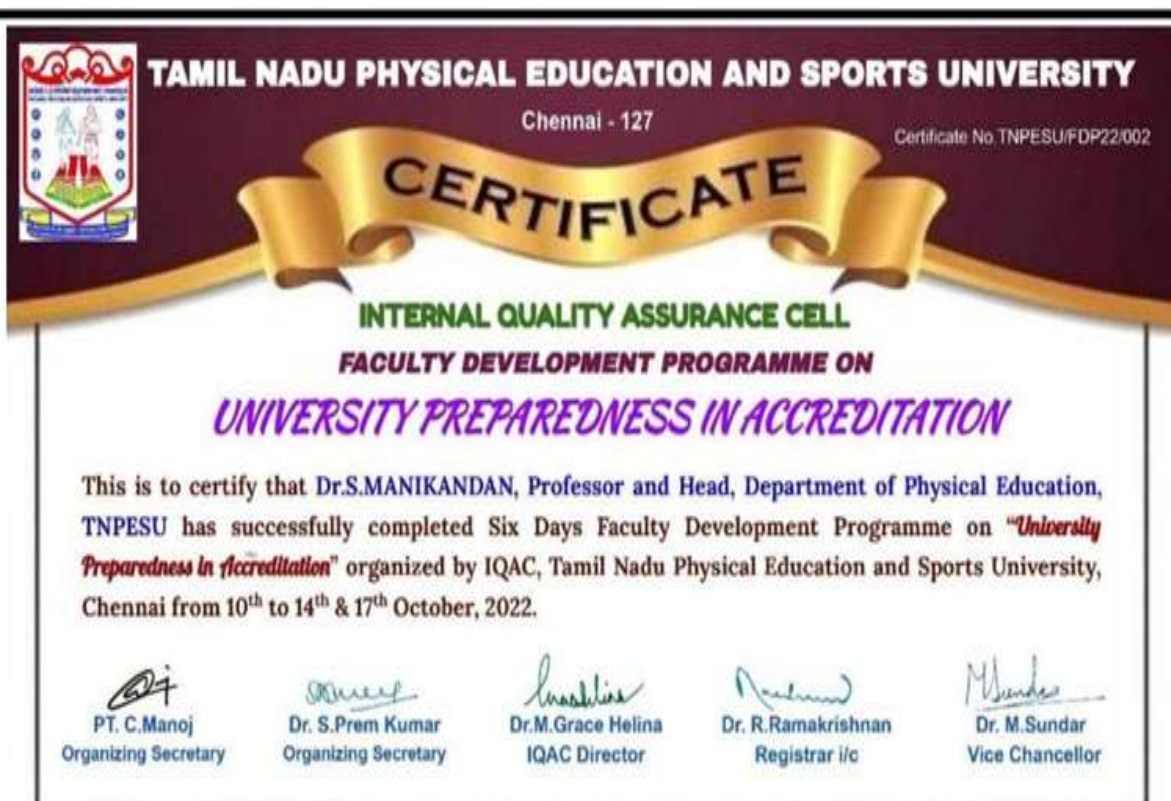 TAMIL NADU PHYSICAL EDUCATION AND SPORTS UNIVERSITY
Chennai - 127
Certificate No.TNPESU/FDP22/002
CERTIFICATE
INTERNAL QUALITY ASSURANCE CELL
FACULTY DEVELOPMENT PROGRAMME ON
UNIVERSITY PREPAREDNESS IN ACCREDITATION
This is to certify that Dr.S.MANIKANDAN, Professor and Head, Department of Physical Education,
TNPESU has successfully completed Six Days Faculty Development Programme on "University
Preparedness in Accreditation" organized by IQAC, Tamil Nadu Physical Education and Sports University,
Chennai from 10th to 14th & 17th October, 2022.
PT. C.Manoj Dr. S.Prem Kumar Dr.M.Grace Helina Dr. R.Ramakrishnan Dr. M.Sundar
Organizing Secretary Organizing Secretary IQAC Director Registrar i/c Vice Chancellor